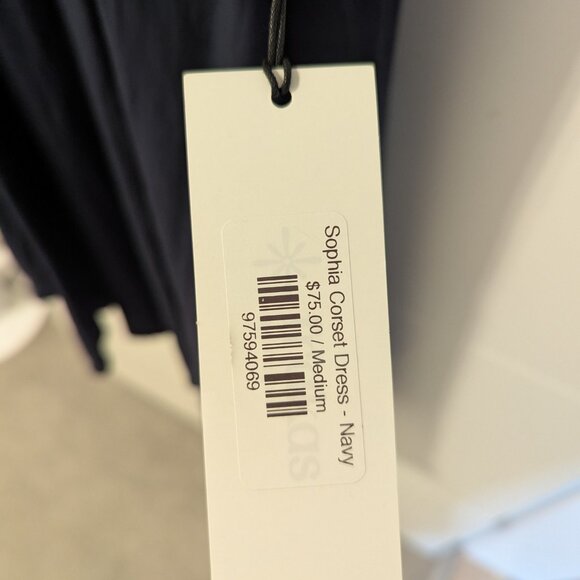 Sophia Corset Dress - Navy
$75.00 / Medium
97594069